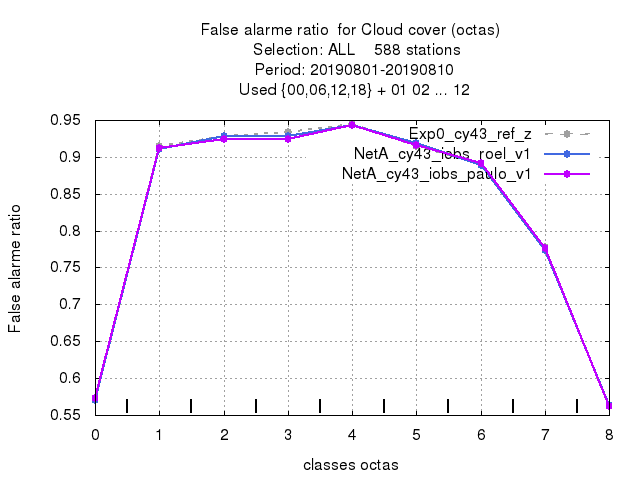 False alarme ratio  for Cloud cover (octas)
Selection: ALL    588 stations
Period: 20190801-20190810
Used {00,06,12,18} + 01 02 ... 12
Exp0_cy43_ref_z
NetA_cy43_iobs_roel_v1
NetA_cy43_iobs_paulo_v1
False alarme ratio
0.95
0.9
0.85
0.8
0.75
0.7
0.65
0.6
0.55
0 1 2 3 4 5 6 7 8
classes octas